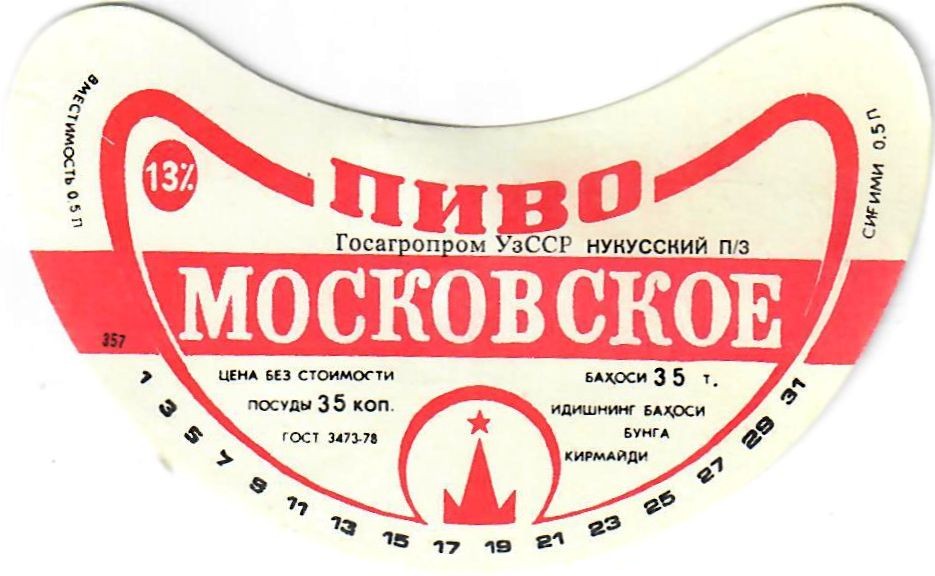 ВМЕСТИМОСТЬ 0.5 Л
13%
ПИВО
СИҒИМИ 0.5 Л
Госагропром УзССР НУКУССКИЙ П/З
МОСКОВСКОЕ
357
ЦЕНА БЕЗ СТОИМОСТИ
ПОСУДЫ 35 КОП.
ГОСТ 3473-78
БАҲОСИ 35 т.
ИДИШНИНГ БАҲОСИ
БУНГА
КИРМАЙДИ
1 3 5 7 9 11 13 15 17 19 21 23 25 27 29 31